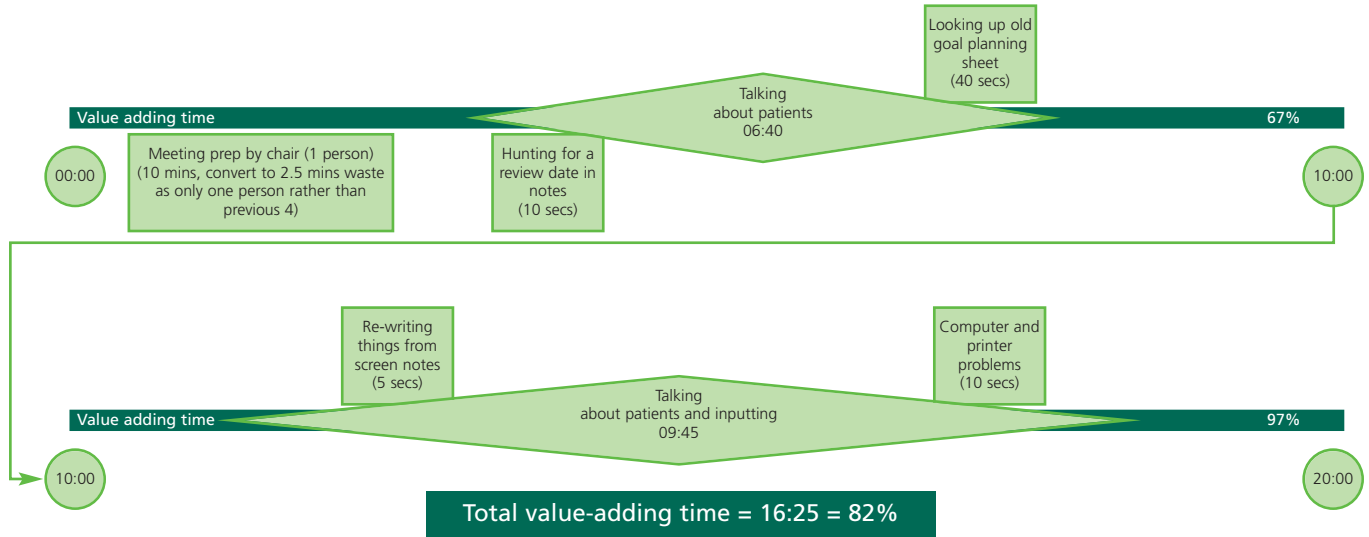 Looking up old
goal planning
sheet
(40 secs)
Talking
about patients
06:40
Value adding time
67%
00:00
Meeting prep by chair (1 person)
(10 mins, convert to 2.5 mins waste
as only one person rather than
previous 4)
Hunting for a
review date in
notes
(10 secs)
10:00
Re-writing
things from
screen notes
(5 secs)
Computer and
printer
problems
(10 secs)
Talking
about patients and inputting
09:45
Value adding time
97%
10:00
20:00
Total value-adding time = 16:25 = 82%